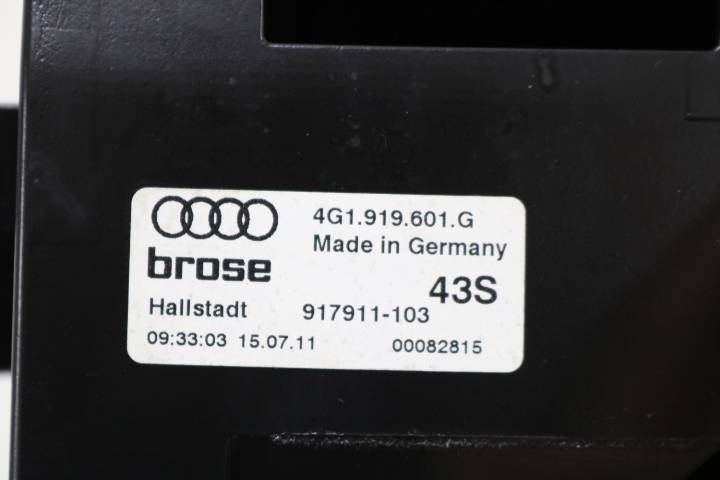 4G1.919.601.G
Made in Germany
brose
43S
Hallstadt 917911-103
09:33:03 15.07.11 00082815